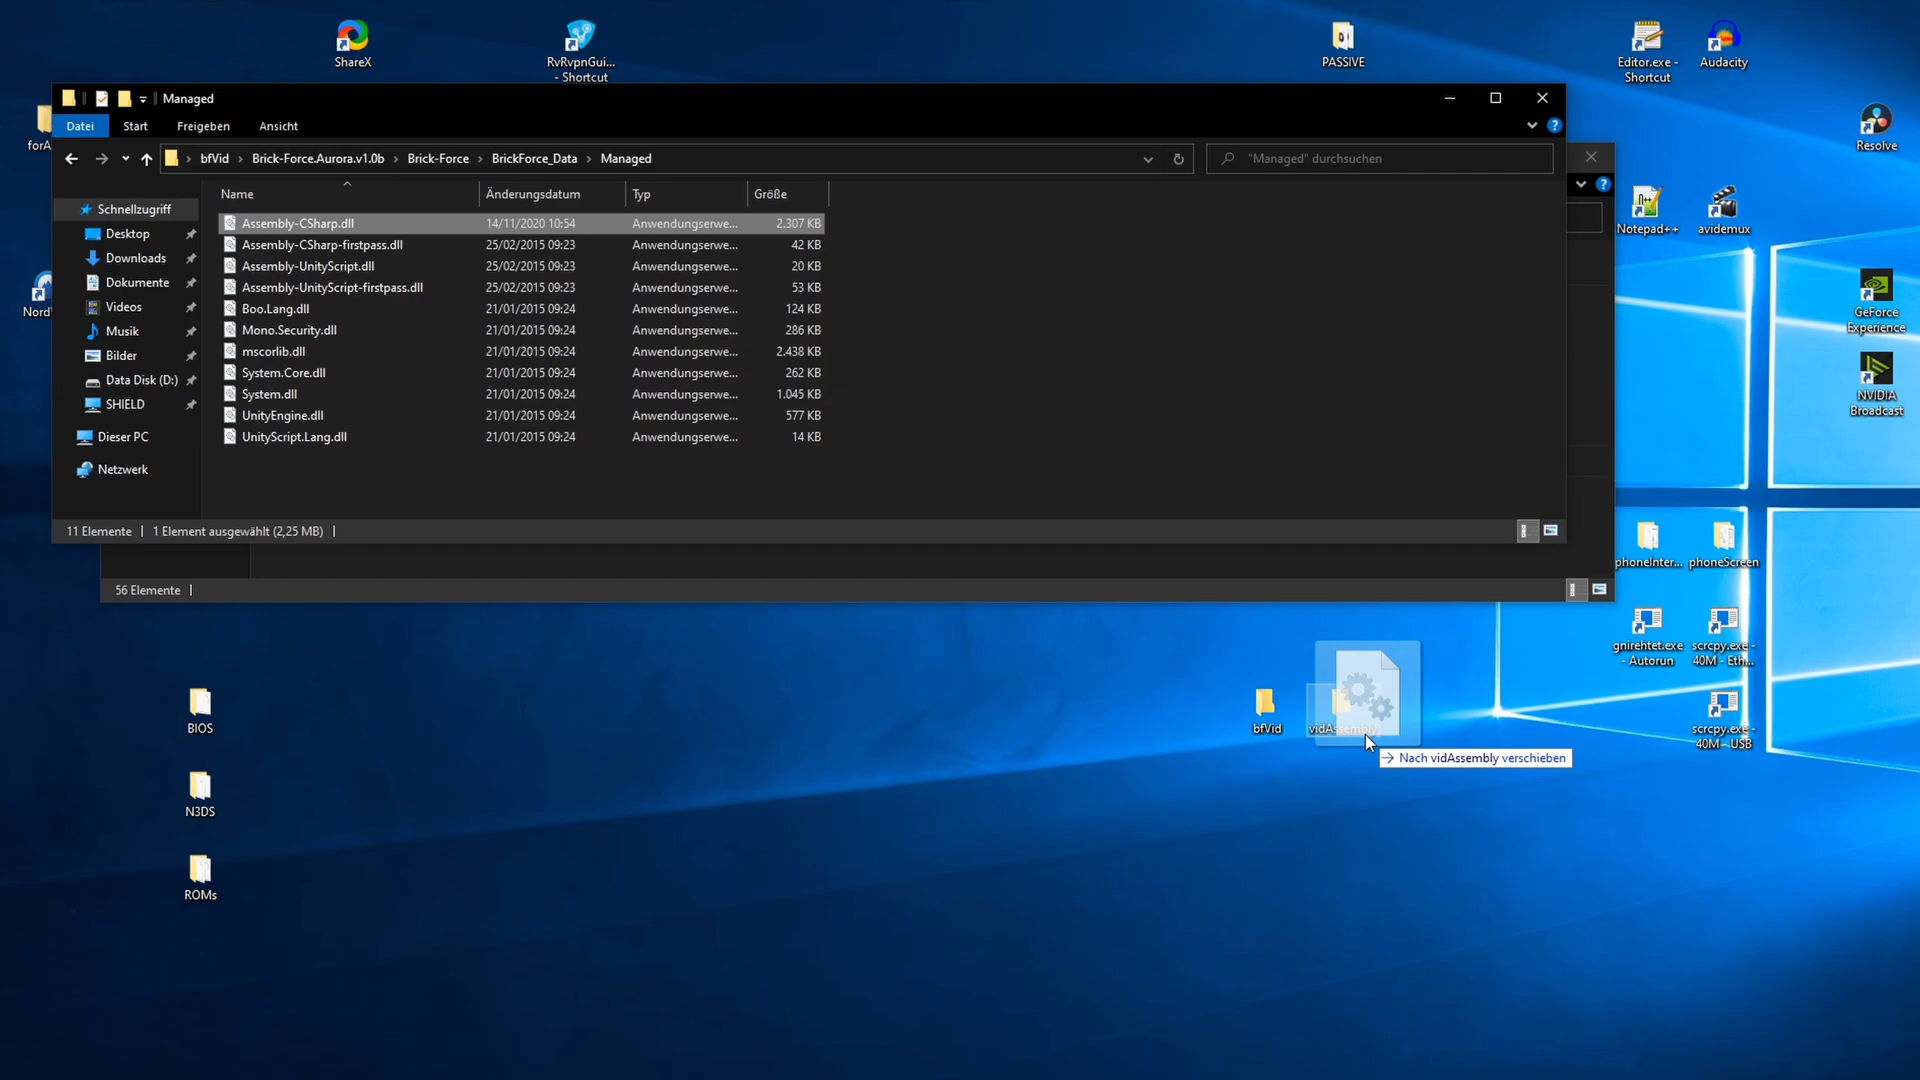 ShareX
RvRvpnGui...
- Shortcut
PASSIVE
Editor.exe -
Shortcut
Audacity
Managed
Datei
Start
Freigeben
Ansicht
bfVid
Brick-Force.Aurora.v1.0b
Brick-Force
BrickForce_Data
Managed
"Managed" durchsuchen
Resolve
Name
Änderungsdatum
Typ
Größe
Schnellzugriff
Desktop
Downloads
Dokumente
Videos
Musik
Bilder
Data Disk (D:)
SHIELD
Dieser PC
Netzwerk
Assembly-CSharp.dll 14/11/2020 10:54 Anwendungserwe... 2.307 KB
Assembly-CSharp-firstpass.dll 25/02/2015 09:23 Anwendungserwe... 42 KB
Assembly-UnityScript.dll 25/02/2015 09:23 Anwendungserwe... 20 KB
Assembly-UnityScript-firstpass.dll 25/02/2015 09:23 Anwendungserwe... 53 KB
Boo.Lang.dll 21/01/2015 09:24 Anwendungserwe... 124 KB
Mono.Security.dll 21/01/2015 09:24 Anwendungserwe... 286 KB
mscorlib.dll 21/01/2015 09:24 Anwendungserwe... 2.438 KB
System.Core.dll 21/01/2015 09:24 Anwendungserwe... 262 KB
System.dll 21/01/2015 09:24 Anwendungserwe... 1.045 KB
UnityEngine.dll 21/01/2015 09:24 Anwendungserwe... 577 KB
UnityScript.Lang.dll 21/01/2015 09:24 Anwendungserwe... 14 KB
11 Elemente
1 Element ausgewählt (2,25 MB)
56 Elemente
Notepad++
avidemux
GeForce
Experience
NVIDIA
Broadcast
phoneInter...
phoneScreen
gnirehtet.exe
- Autorun
scrcpy.exe -
40M - Eth...
scrcpy.exe -
40M - USB
bfVid
vidAssembly
Nach vidAssembly verschieben
BIOS
N3DS
ROMs